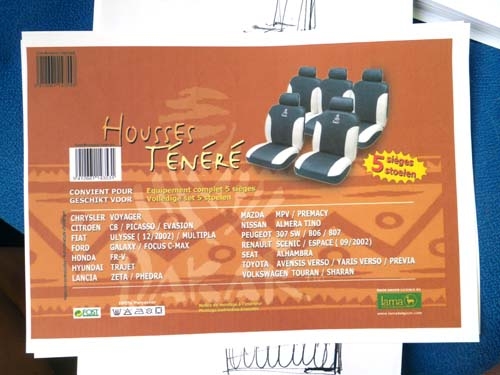 HOUSSES
TÉNÉRÉ
5 sièges
stoelen
CONVIENT POUR
GESCHIKT VOOR
Equipement complet 5 sièges
Volledige set 5 stoelen
CHRYSLER VOYAGER
CITROEN C8 / PICASSO / EVASION
FIAT ULYSSE ( 12/2002) / MULTIPLA
FORD GALAXY / FOCUS C-MAX
HONDA FR-V
HYUNDAI TRAJET
LANCIA ZETA / PHEDRA
MAZDA MPV / PREMACY
NISSAN ALMERA TINO
PEUGEOT 307 SW / 806 / 807
RENAULT SCENIC / ESPACE ( 09/2002)
SEAT ALHAMBRA
TOYOTA AVENSIS VERSO / YARIS VERSO / PREVIA
VOLKSWAGEN TOURAN / SHARAN
100% Polyester
lama